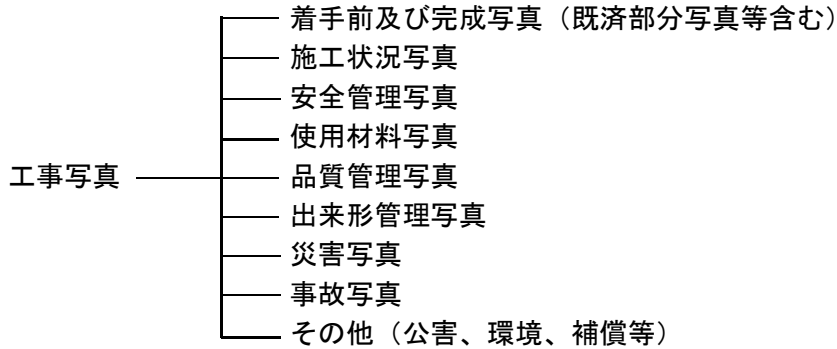 着手前及び完成写真（既済部分写真等含む）
施工状況写真
安全管理写真
使用材料写真
工事写真
品質管理写真
出来形管理写真
災害写真
事故写真
その他（公害、環境、補償等）